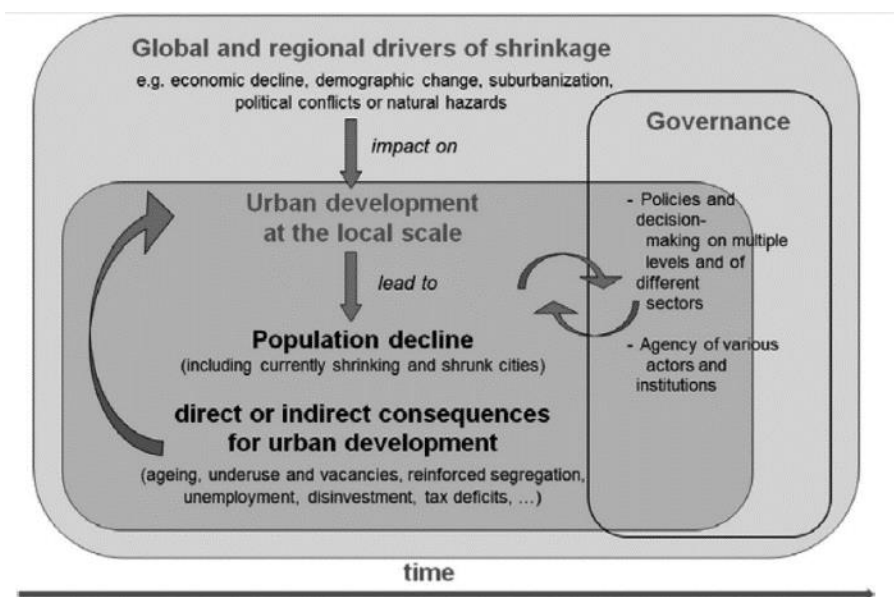 Global and regional drivers of shrinkage
e.g. economic decline, demographic change, suburbanization,
political conflicts or natural hazards
impact on
Urban development
at the local scale
lead to
Population decline
(including currently shrinking and shrunk cities)
direct or indirect consequences
for urban development
(ageing, underuse and vacancies, reinforced segregation,
unemployment, disinvestment, tax deficits, ...)
Governance
- Policies and
decision-
making on multiple
levels and of
different
sectors
- Agency of various
actors and
institutions
time